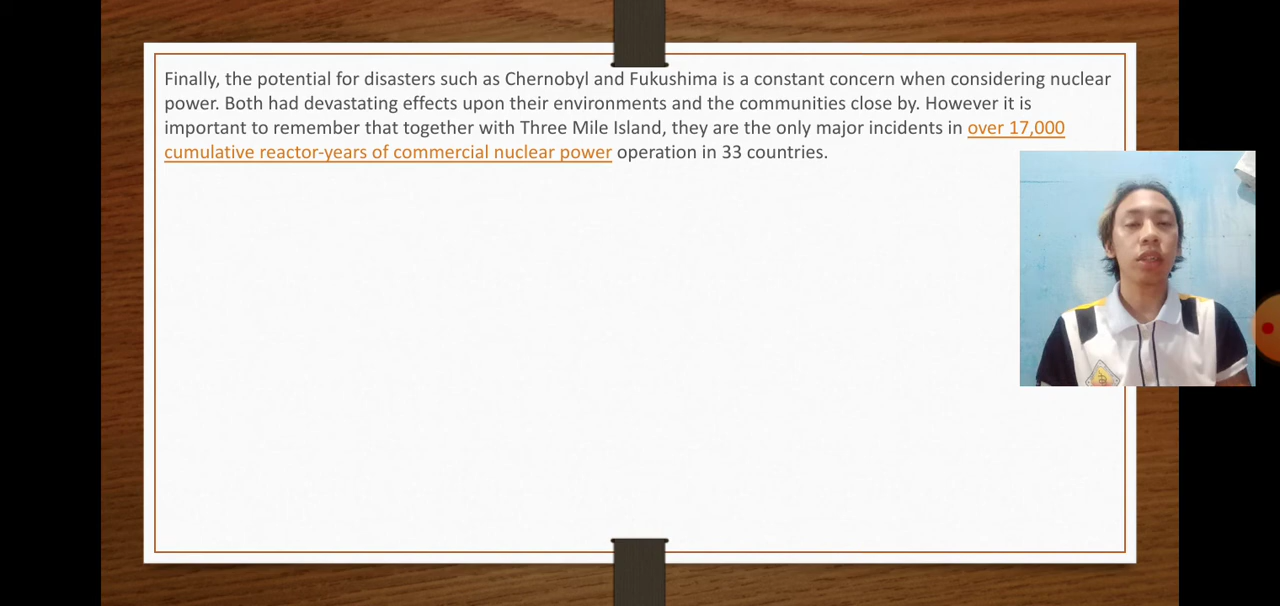 Finally, the potential for disasters such as Chernobyl and Fukushima is a constant concern when considering nuclear
power. Both had devastating effects upon their environments and the communities close by. However it is
important to remember that together with Three Mile Island, they are the only major incidents in over 17,000
cumulative reactor-years of commercial nuclear power operation in 33 countries.